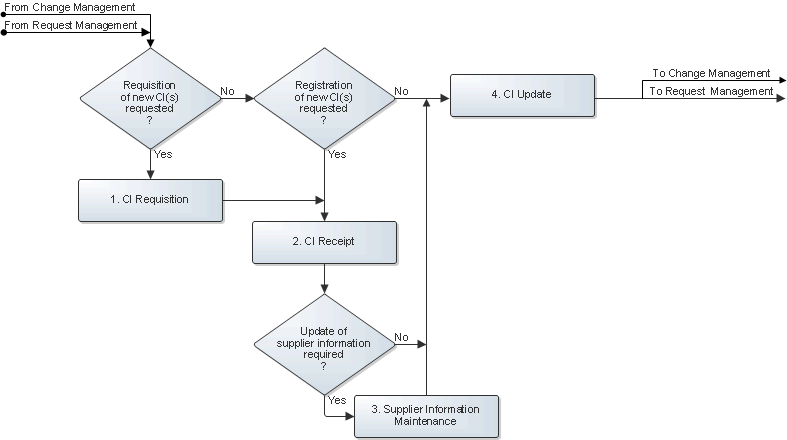 From Change Management
From Request Management
Requisition
of new CI(s)
requested
?
No
Registration
of new CI(s)
requested
?
No
4. CI Update
To Change Management
To Request Management
Yes
Yes
1. CI Requisition
2. CI Receipt
Update of
supplier information
required
?
No
Yes
3. Supplier Information
Maintenance